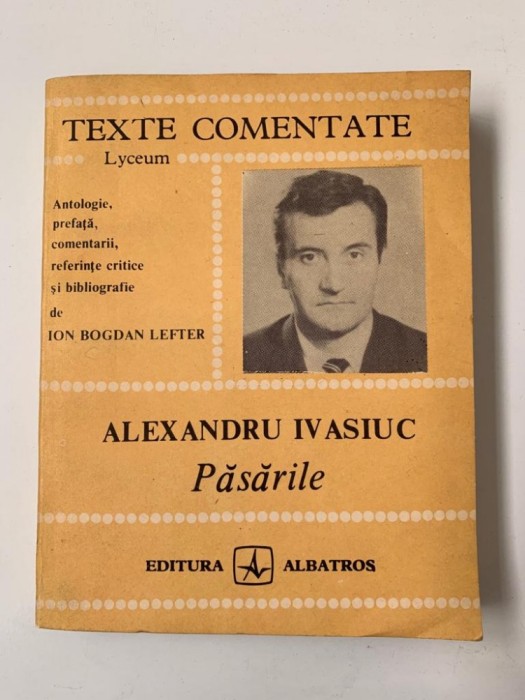 TEXTE COMENTATE
Lyceum
Antologie,
prefață,
comentarii,
referințe critice
și bibliografie
de
ION BOGDAN LEFTER
ALEXANDRU IVASIUC
Păsările
EDITURA ALBATROS